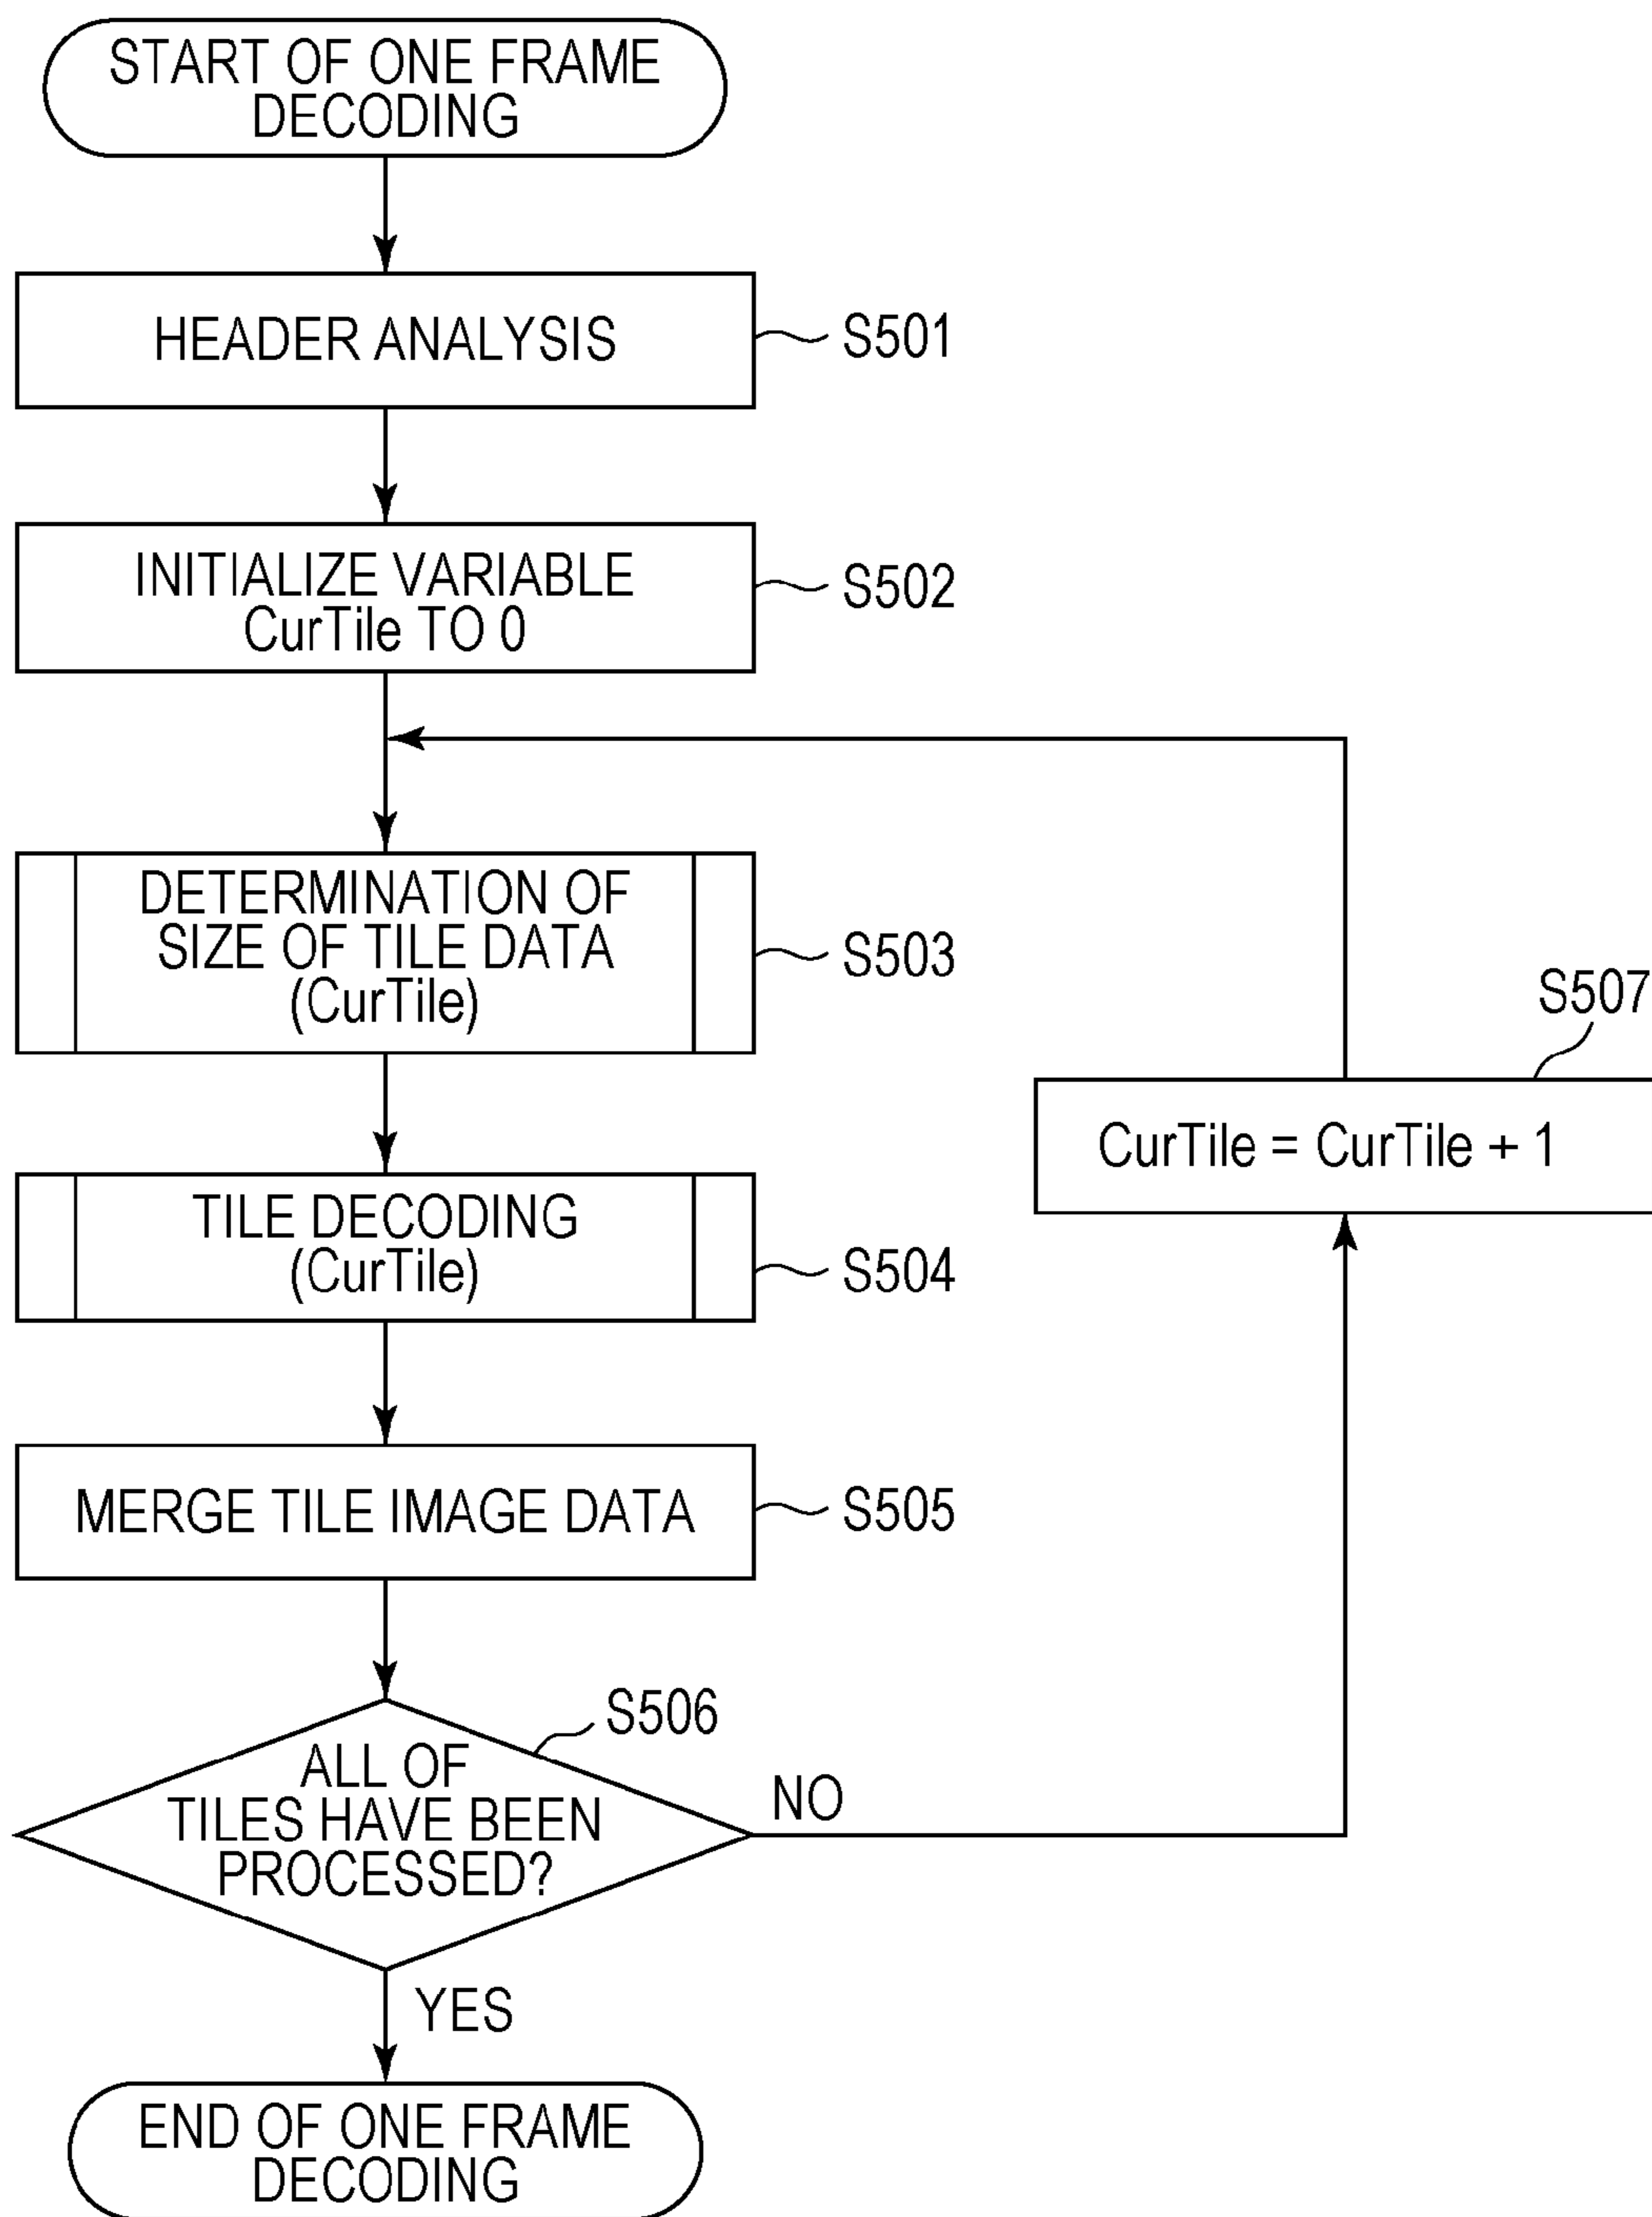 START OF ONE FRAME
DECODING
HEADER ANALYSIS
S501
INITIALIZE VARIABLE
CurTile TO 0
S502
DETERMINATION OF
SIZE OF TILE DATA
(CurTile)
S503
S507
CurTile = CurTile + 1
TILE DECODING
(CurTile)
S504
MERGE TILE IMAGE DATA
S505
S506
ALL OF
TILES HAVE BEEN
PROCESSED?
NO
YES
END OF ONE FRAME
DECODING